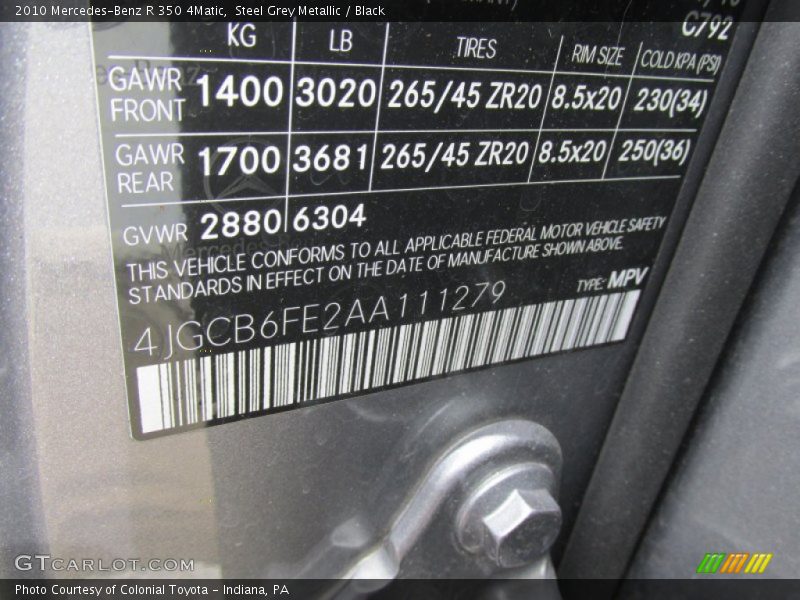 2010 Mercedes-Benz R 350 4Matic,  Steel Grey Metallic / Black
C792
KG LB TIRES RIM SIZE COLD KPA (PSI)
GAWR FRONT 1400 3020 265/45 ZR20 8.5x20 230(34)
GAWR REAR 1700 3681 265/45 ZR20 8.5x20 250(36)
GVWR 2880 6304
THIS VEHICLE CONFORMS TO ALL APPLICABLE FEDERAL MOTOR VEHICLE SAFETY
STANDARDS IN EFFECT ON THE DATE OF MANUFACTURE SHOWN ABOVE.
4JGCB6FE2AA111279 TYPE: MPV
GTCARLOT.COM
Photo Courtesy of Colonial Toyota - Indiana, PA